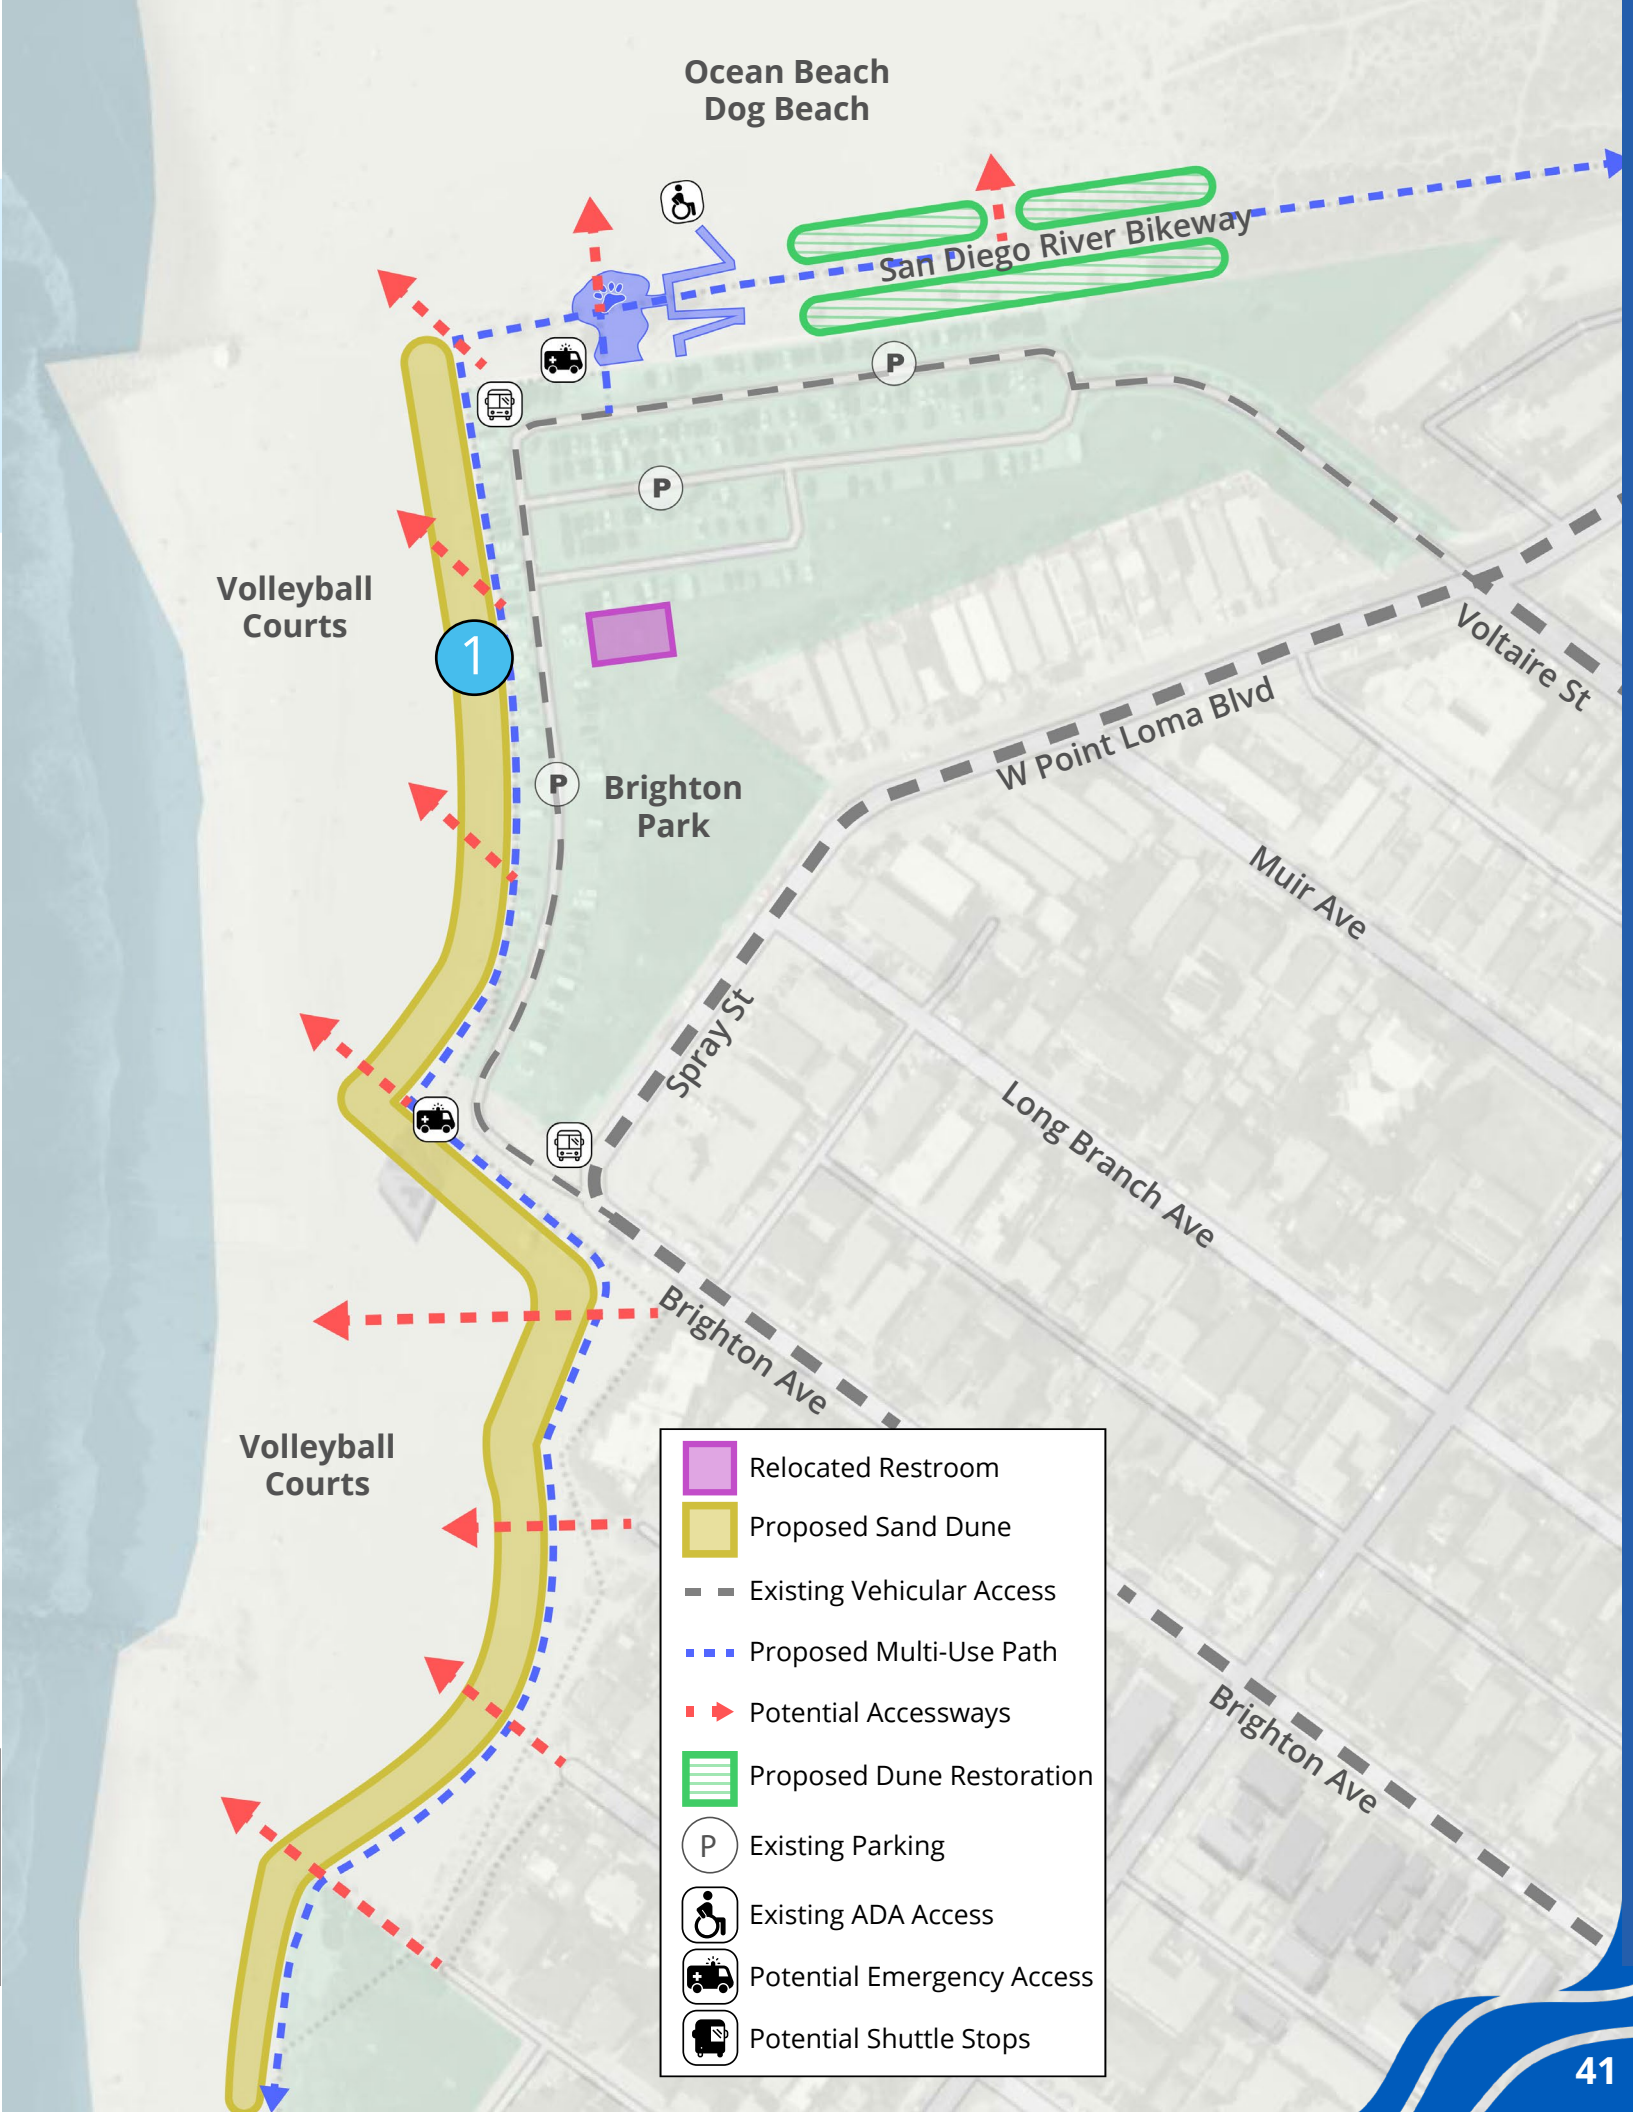 Ocean Beach
Dog Beach
San Diego River Bikeway
P
P
Volleyball
Courts
1
Voltaire St
W Point Loma Blvd
P
Brighton
Park
Muir Ave
Spray St
Long Branch Ave
Brighton Ave
Volleyball
Courts
Relocated Restroom
Proposed Sand Dune
Existing Vehicular Access
Proposed Multi-Use Path
Potential Accessways
Proposed Dune Restoration
P Existing Parking
Existing ADA Access
Potential Emergency Access
Potential Shuttle Stops
Brighton Ave
41